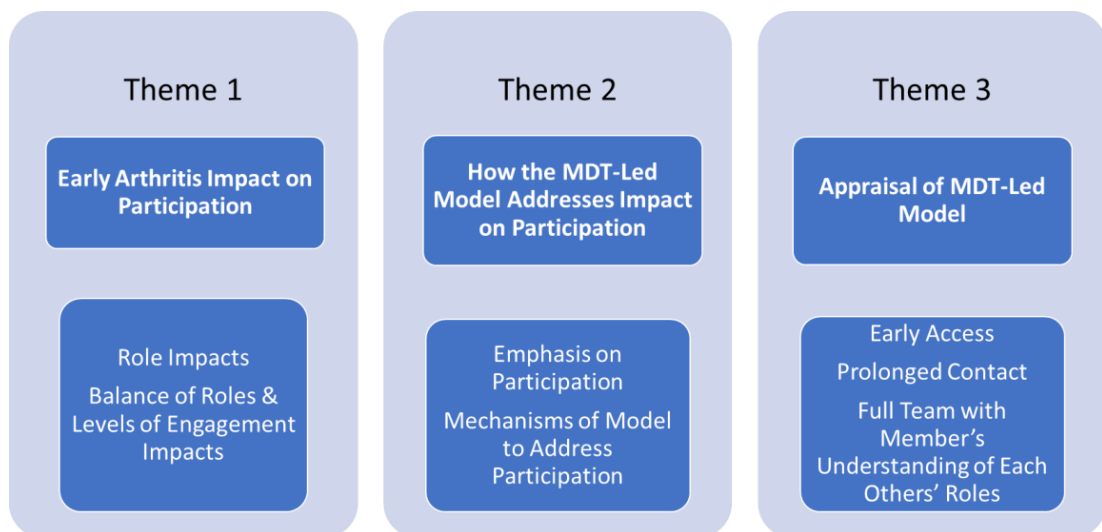 Theme 1
Early Arthritis Impact on
Participation
Role Impacts
Balance of Roles &
Levels of Engagement
Impacts
Theme 2
How the MDT-Led
Model Addresses Impact
on Participation
Emphasis on
Participation
Mechanisms of Model
to Address
Participation
Theme 3
Appraisal of MDT-Led
Model
Early Access
Prolonged Contact
Full Team with
Member’s
Understanding of Each
Others’ Roles